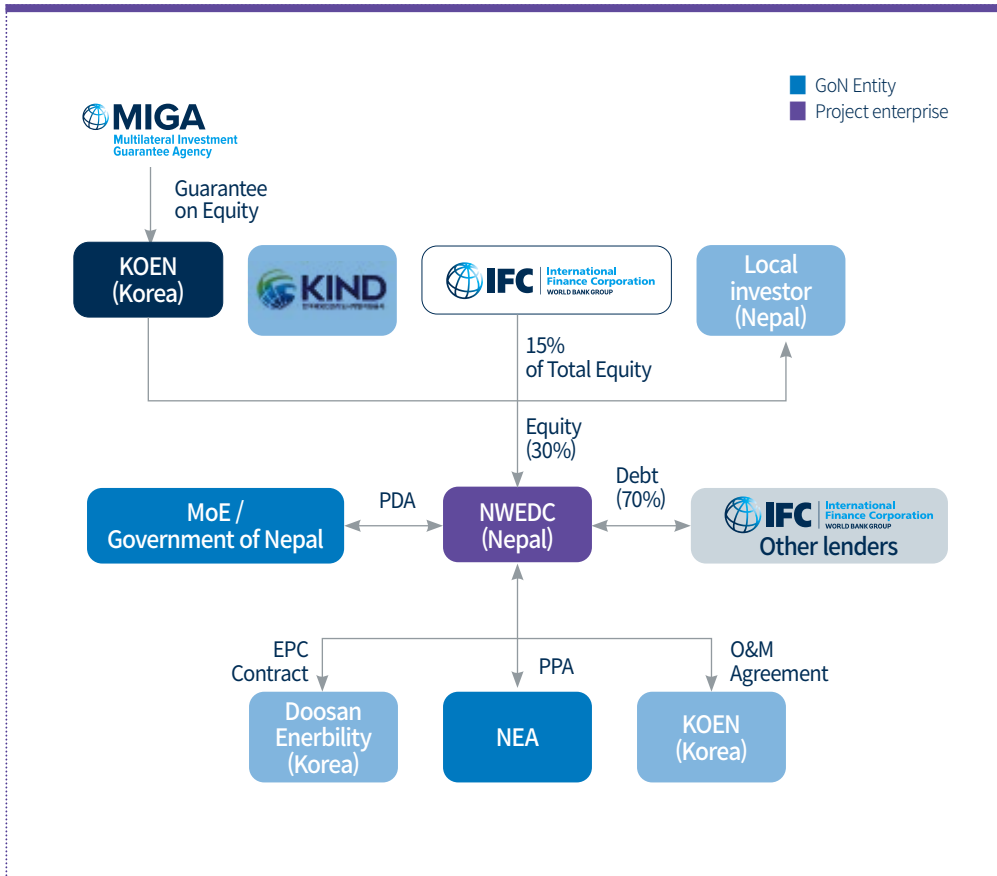 GoN Entity
Project enterprise
MIGA
Multilateral Investment
Guarantee Agency
Guarantee
on Equity
KOEN
(Korea)
KIND
IFC
International
Finance Corporation
WORLD BANK GROUP
Local
investor
(Nepal)
15%
of Total Equity
Equity
(30%)
MoE /
Government of Nepal
PDA
NWEDC
(Nepal)
Debt
(70%)
IFC
International
Finance Corporation
WORLD BANK GROUP
Other lenders
EPC
Contract
PPA
O&M
Agreement
Doosan
Enerbility
(Korea)
NEA
KOEN
(Korea)